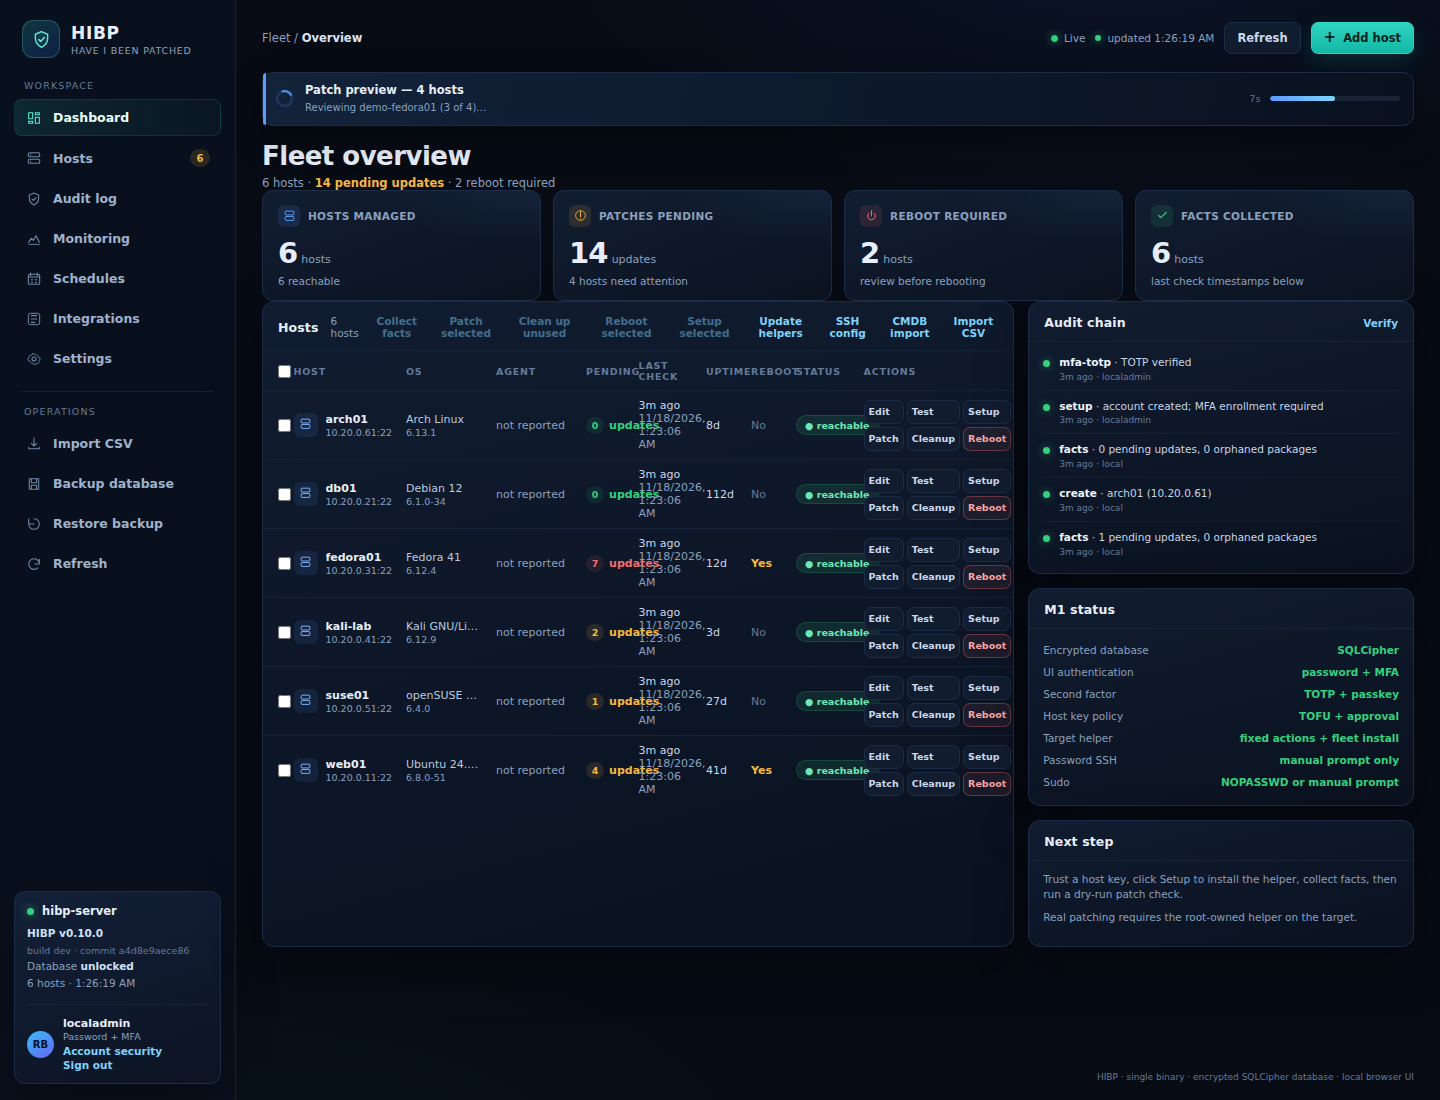 HIBP
HAVE I BEEN PATCHED
WORKSPACE
Dashboard
Hosts 6
Audit log
Monitoring
Schedules
Integrations
Settings
OPERATIONS
Import CSV
Backup database
Restore backup
Refresh
hibp-server
HIBP v0.10.0
build dev · commit a4d8e9aece86
Database unlocked
6 hosts · 1:26:19 AM
RB
localadmin
Password + MFA
Account security
Sign out
Fleet / Overview
Live updated 1:26:19 AM Refresh + Add host
Patch preview — 4 hosts
Reviewing demo-fedora01 (3 of 4)…
7s
Fleet overview
6 hosts · 14 pending updates · 2 reboot required
HOSTS MANAGED
6 hosts
6 reachable
PATCHES PENDING
14 updates
4 hosts need attention
REBOOT REQUIRED
2 hosts
review before rebooting
FACTS COLLECTED
6 hosts
last check timestamps below
Hosts 6 hosts Collect facts Patch selected Clean up unused Reboot selected Setup selected Update helpers SSH config CMDB import Import CSV
HOST OS AGENT PENDING LAST CHECK UPTIME REBOOT STATUS ACTIONS
arch01 10.20.0.61:22 Arch Linux 6.13.1 not reported 0 updates 3m ago 11/18/2026, 1:23:06 AM 8d No reachable Edit Test Setup Patch Cleanup Reboot
db01 10.20.0.21:22 Debian 12 6.1.0-34 not reported 0 updates 3m ago 11/18/2026, 1:23:06 AM 112d No reachable Edit Test Setup Patch Cleanup Reboot
fedora01 10.20.0.31:22 Fedora 41 6.12.4 not reported 7 updates 3m ago 11/18/2026, 1:23:06 AM 12d Yes reachable Edit Test Setup Patch Cleanup Reboot
kali-lab 10.20.0.41:22 Kali GNU/Li… 6.12.9 not reported 2 updates 3m ago 11/18/2026, 1:23:06 AM 3d No reachable Edit Test Setup Patch Cleanup Reboot
suse01 10.20.0.51:22 openSUSE … 6.4.0 not reported 1 updates 3m ago 11/18/2026, 1:23:06 AM 27d No reachable Edit Test Setup Patch Cleanup Reboot
web01 10.20.0.11:22 Ubuntu 24.… 6.8.0-51 not reported 4 updates 3m ago 11/18/2026, 1:23:06 AM 41d Yes reachable Edit Test Setup Patch Cleanup Reboot
Audit chain Verify
mfa-totp · TOTP verified
3m ago · localadmin
setup · account created; MFA enrollment required
3m ago · localadmin
facts · 0 pending updates, 0 orphaned packages
3m ago · local
create · arch01 (10.20.0.61)
3m ago · local
facts · 1 pending updates, 0 orphaned packages
3m ago · local
M1 status
Encrypted database SQLCipher
UI authentication password + MFA
Second factor TOTP + passkey
Host key policy TOFU + approval
Target helper fixed actions + fleet install
Password SSH manual prompt only
Sudo NOPASSWD or manual prompt
Next step
Trust a host key, click Setup to install the helper, collect facts, then
run a dry-run patch check.
Real patching requires the root-owned helper on the target.
HIBP · single binary · encrypted SQLCipher database · local browser UI